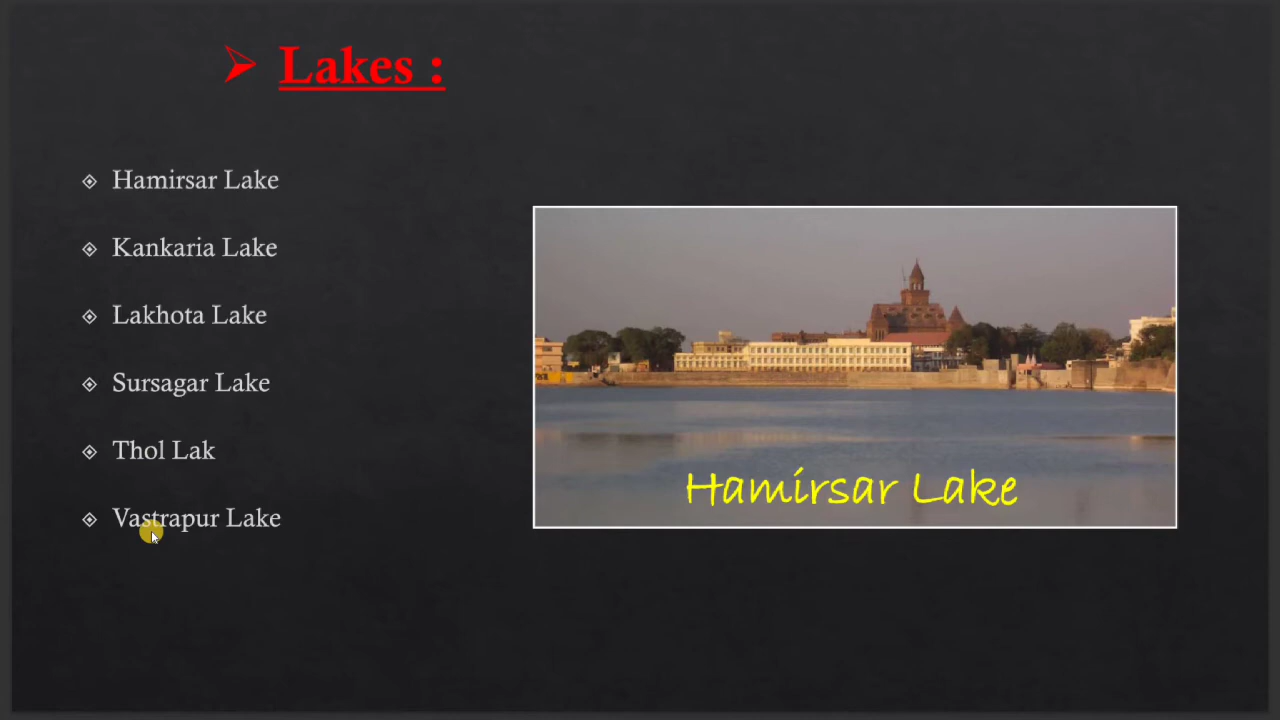 Lakes :
Hamirsar Lake
Kankaria Lake
Lakhota Lake
Sursagar Lake
Thol Lak
Vastrapur Lake
Hamirsar Lake